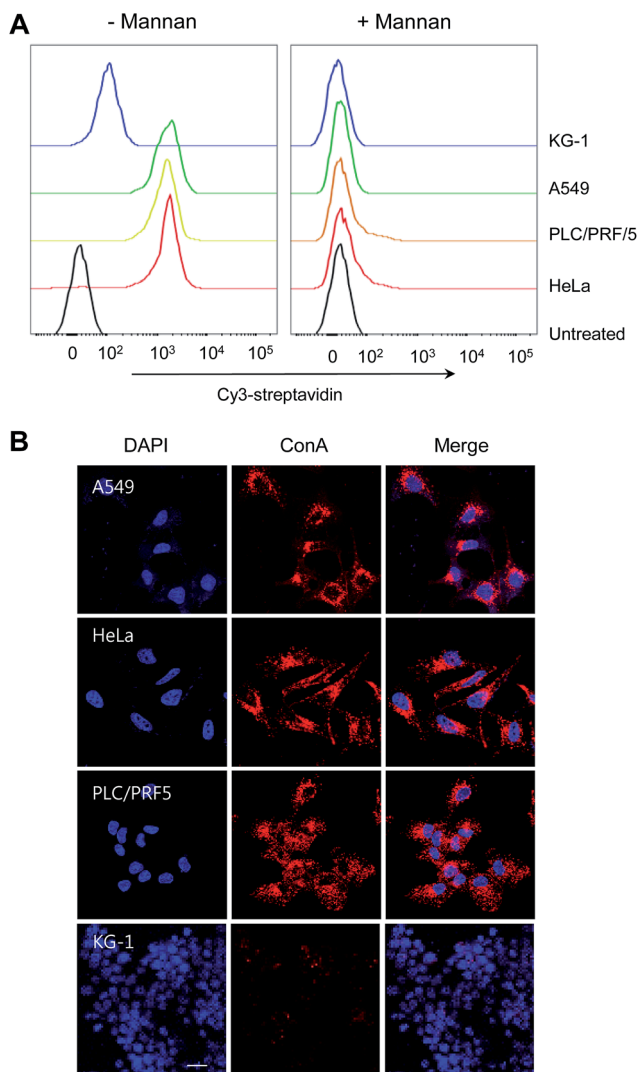 A
- Mannan + Mannan
KG-1
A549
PLC/PRF/5
HeLa
Untreated
0 10² 10³ 10⁴ 10⁵ 0 10² 10³ 10⁴ 10⁵
Cy3-streptavidin
B
DAPI ConA Merge
A549
HeLa
PLC/PRF5
KG-1